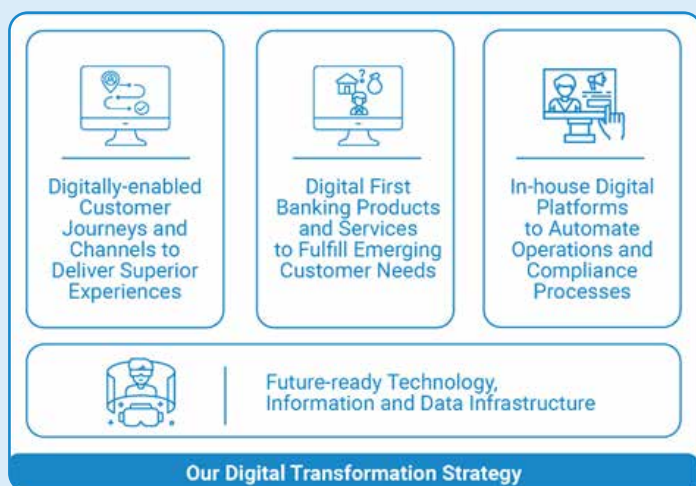 Digitally-enabled
Customer
Journeys and
Channels to
Deliver Superior
Experiences
Digital First
Banking Products
and Services
to Fulfill Emerging
Customer Needs
In-house Digital
Platforms
to Automate
Operations and
Compliance
Processes
Future-ready Technology,
Information and Data Infrastructure
Our Digital Transformation Strategy